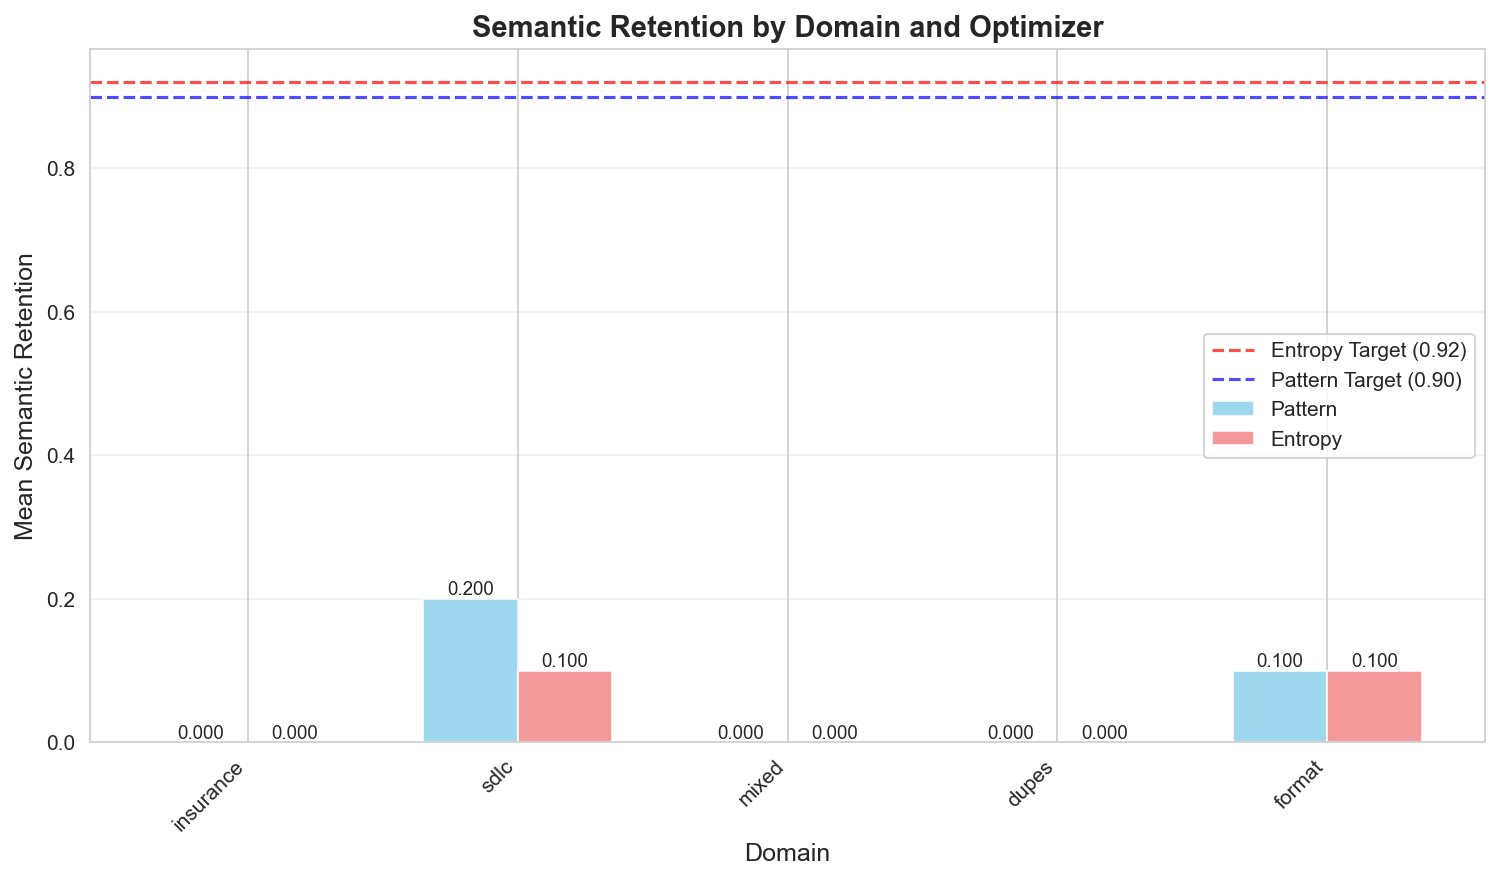 Semantic Retention by Domain and Optimizer
Mean Semantic Retention
0.8
0.6
0.4
0.2
0.0
Entropy Target (0.92)
Pattern Target (0.90)
Pattern
Entropy
0.000
0.000
0.200
0.100
0.000
0.000
0.000
0.000
0.100
0.100
insurance
sdlc
mixed
dupes
format
Domain